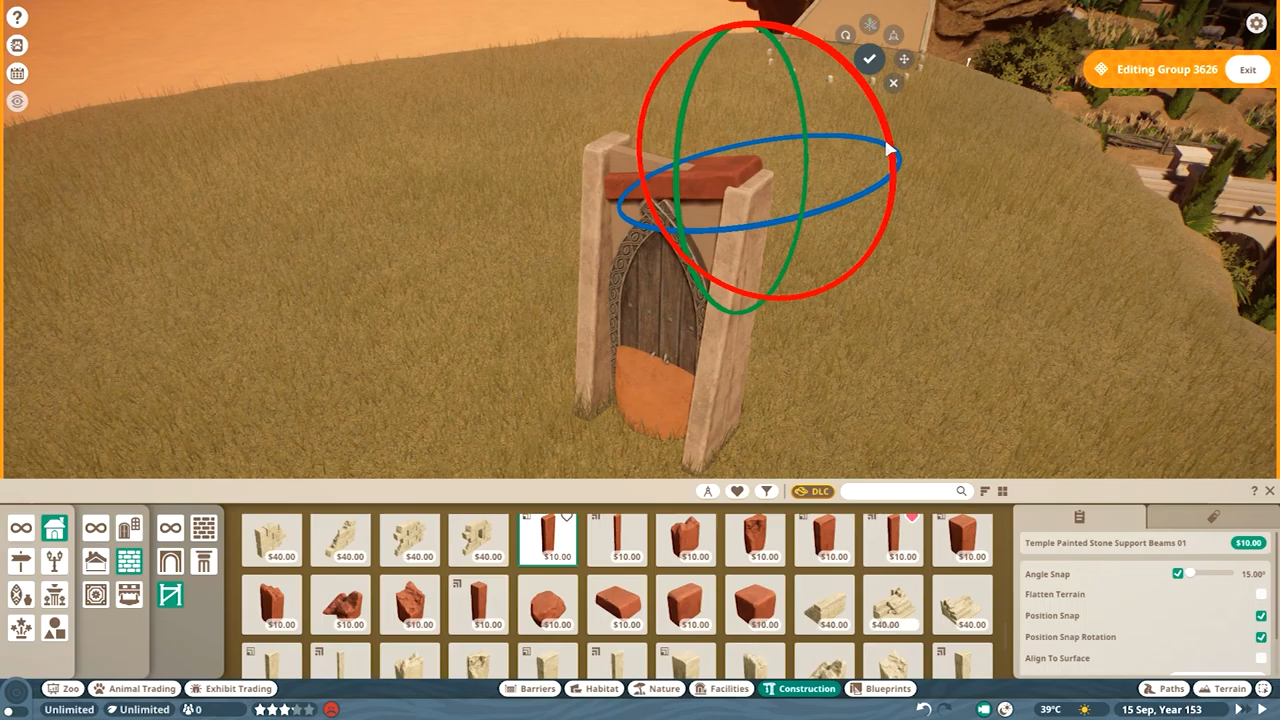 ?
Editing Group 3626
Exit
DLC
? ×
$40.00 $40.00 $40.00 $40.00 $10.00 $10.00 $10.00 $10.00 $10.00 $10.00 $10.00
$10.00 $10.00 $10.00 $10.00 $10.00 $10.00 $10.00 $10.00 $40.00 $40.00 $40.00
Temple Painted Stone Support Beams 01
$10.00
Angle Snap
15.00°
Flatten Terrain
Position Snap
Position Snap Rotation
Align To Surface
Zoo Animal Trading Exhibit Trading Barriers Habitat Nature Facilities Construction Blueprints Paths Terrain
Unlimited Unlimited 0 39°C 15 Sep, Year 153